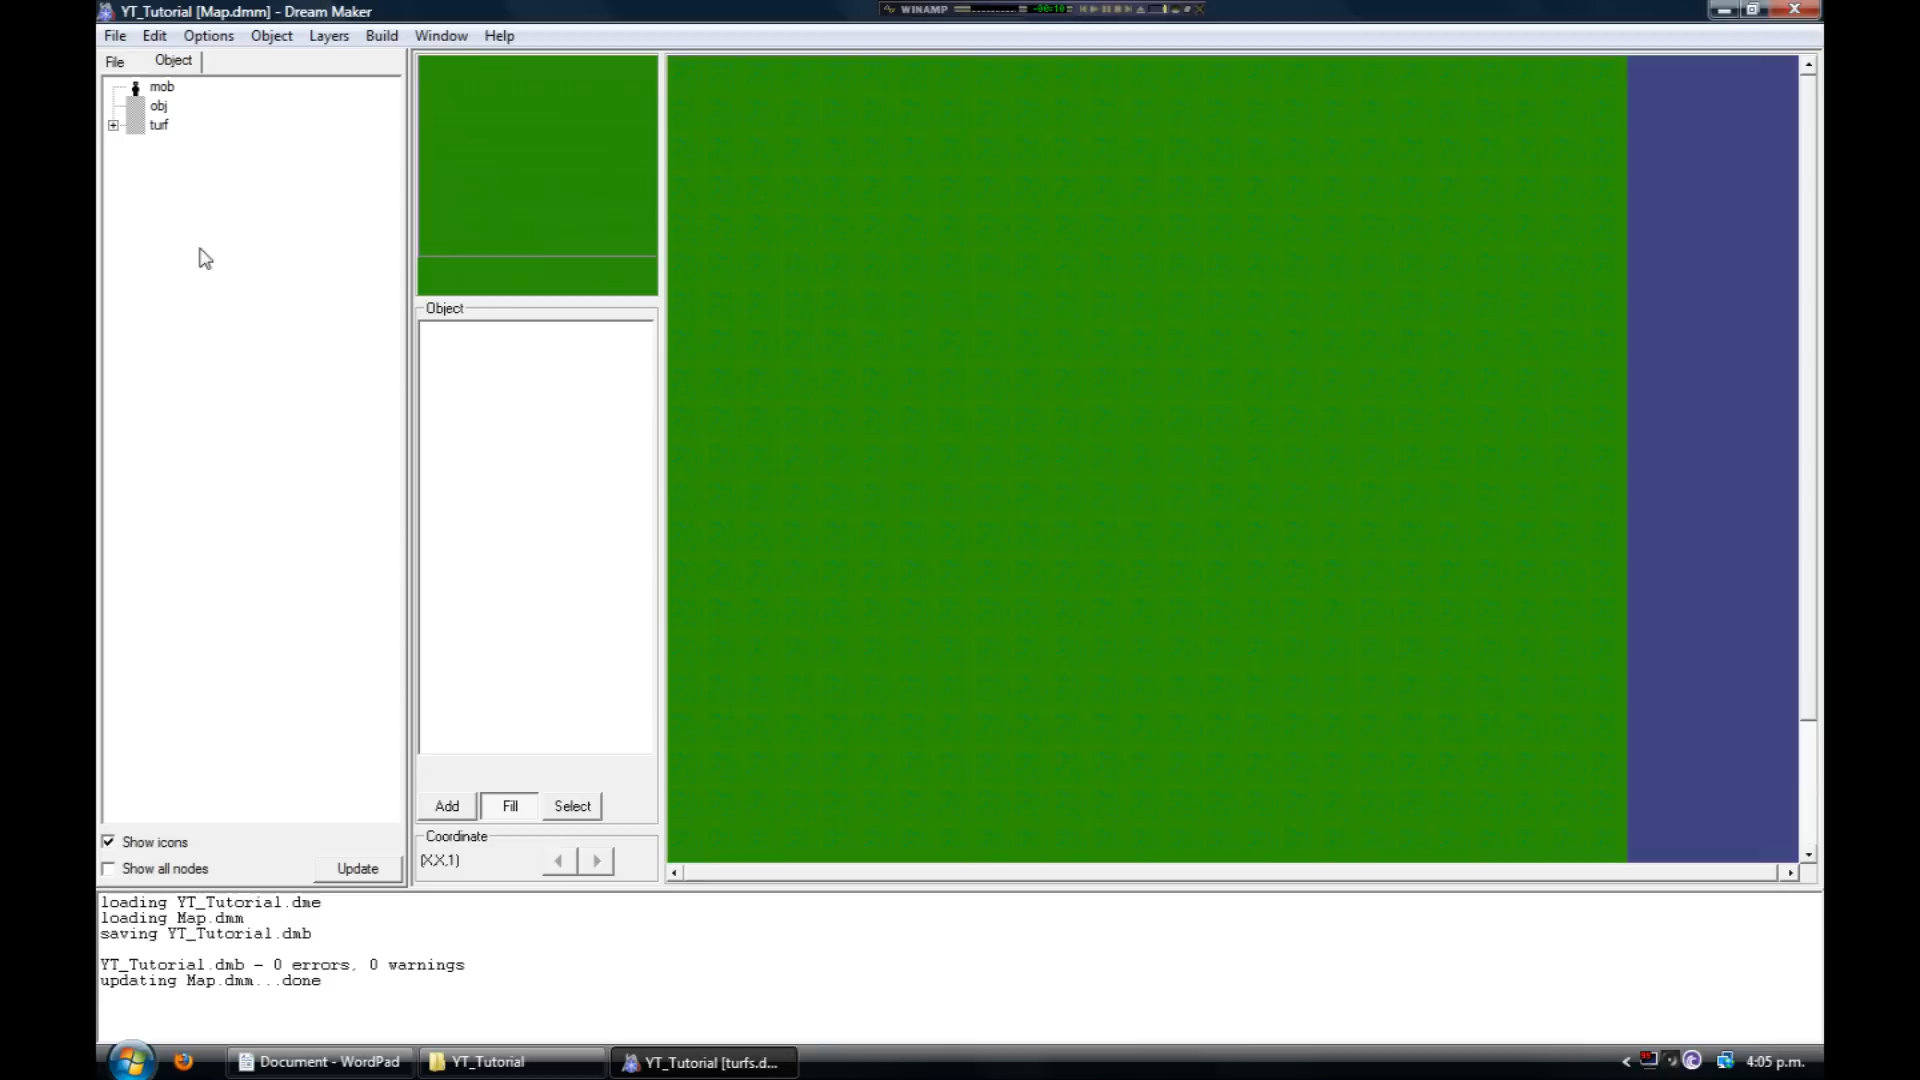 YT_Tutorial [Map.dmm] - Dream Maker
WINAMP
File Edit Options Object Layers Build Window Help
File Object
mob
obj
turf
Object
Add Fill Select
Coordinate
(X,X,1)
Show icons
Show all nodes Update
loading YT_Tutorial.dme
loading Map.dmm
saving YT_Tutorial.dmb
YT_Tutorial.dmb - 0 errors, 0 warnings
updating Map.dmm...done
Document - WordPad YT_Tutorial YT_Tutorial [turfs.d... 4:05 p.m.